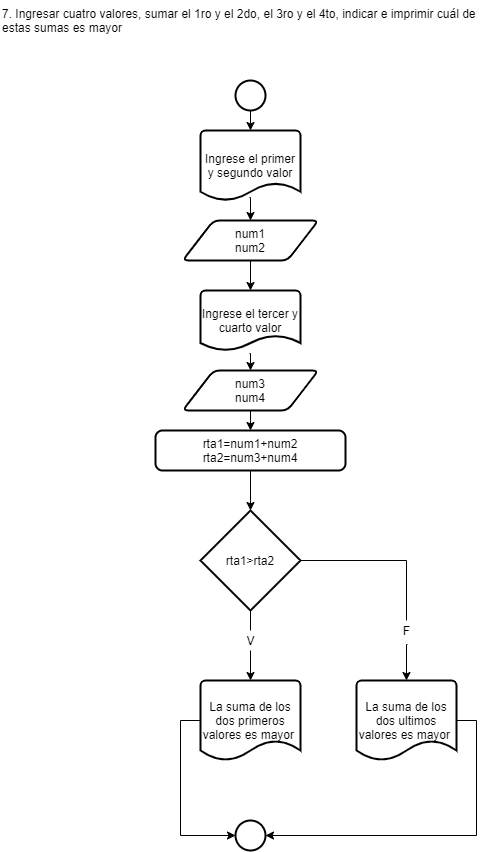 7. Ingresar cuatro valores, sumar el 1ro y el 2do, el 3ro y el 4to, indicar e imprimir cuál de
estas sumas es mayor
Ingrese el primer
y segundo valor
num1
num2
Ingrese el tercer y
cuarto valor
num3
num4
rta1=num1+num2
rta2=num3+num4
rta1>rta2
V
F
La suma de los
dos primeros
valores es mayor
La suma de los
dos ultimos
valores es mayor